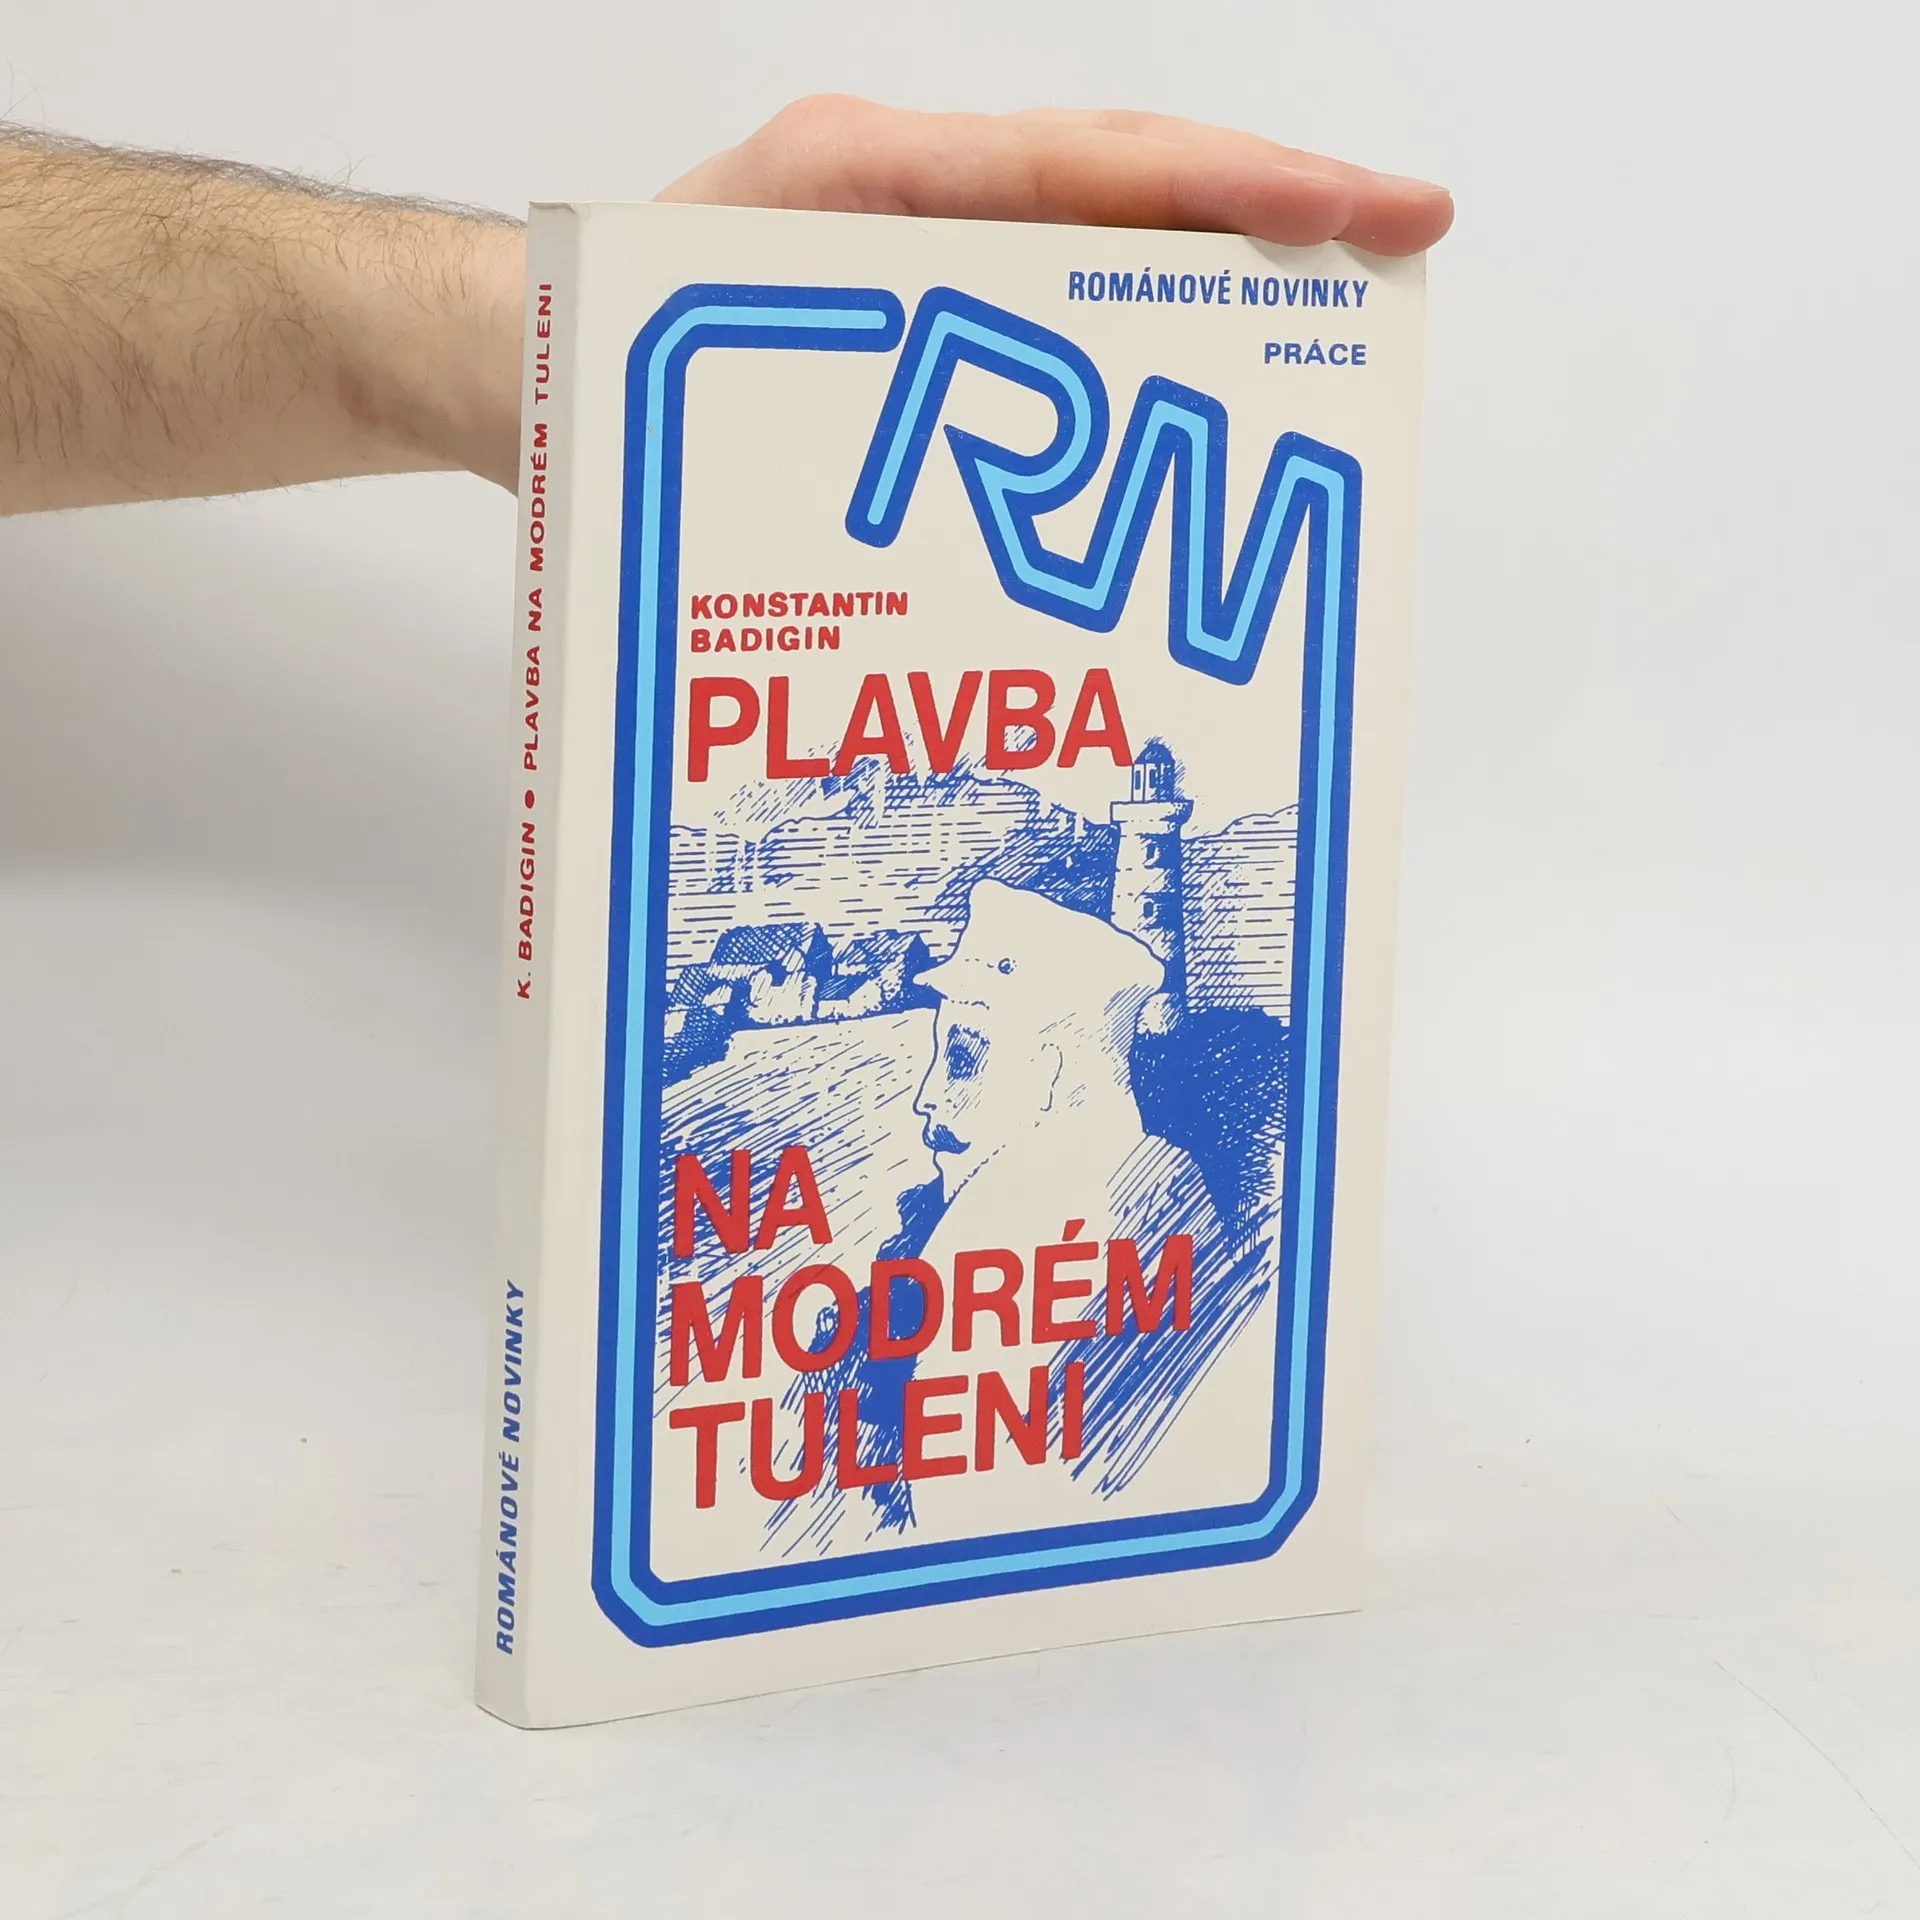 ROMÁNOVÉ NOVINKY
PRÁCE
RN
KONSTANTIN
BADIGIN
PLAVBA
NA
MODRÉM
TULENI
K. BADIGIN ● PLAVBA NA MODRÉM TULENI
ROMÁNOVÉ NOVINKY